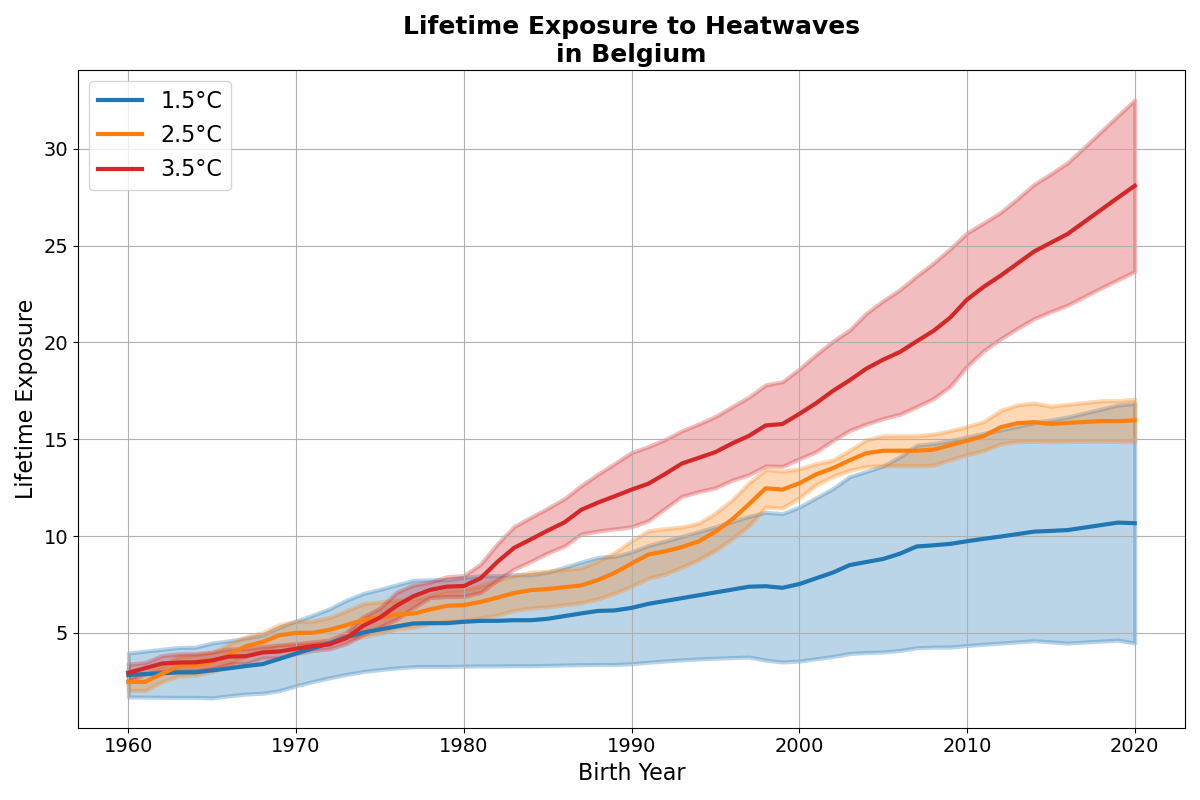 Lifetime Exposure to Heatwaves
in Belgium
1.5°C
2.5°C
3.5°C
Lifetime Exposure
30
25
20
15
10
5
1960 1970 1980 1990 2000 2010 2020
Birth Year